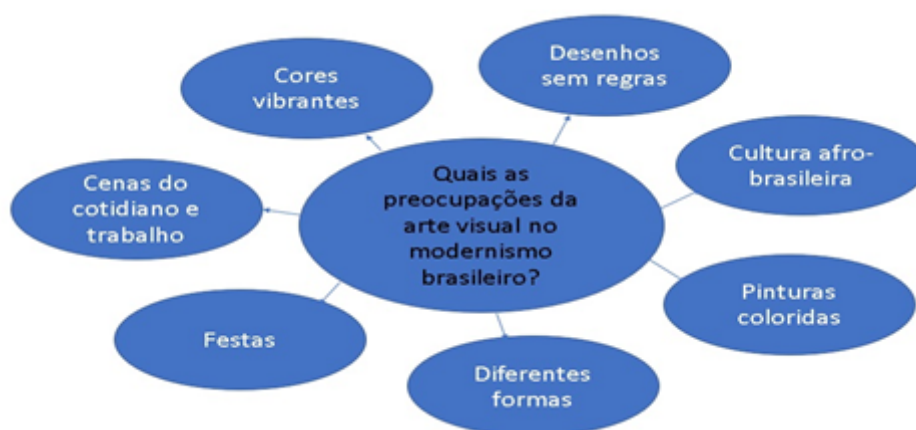 Quais as
preocupações da
arte visual no
modernismo
brasileiro?
Desenhos
sem regras
Cultura afro-
brasileira
Pinturas
coloridas
Diferentes
formas
Festas
Cenas do
cotidiano e
trabalho
Cores
vibrantes